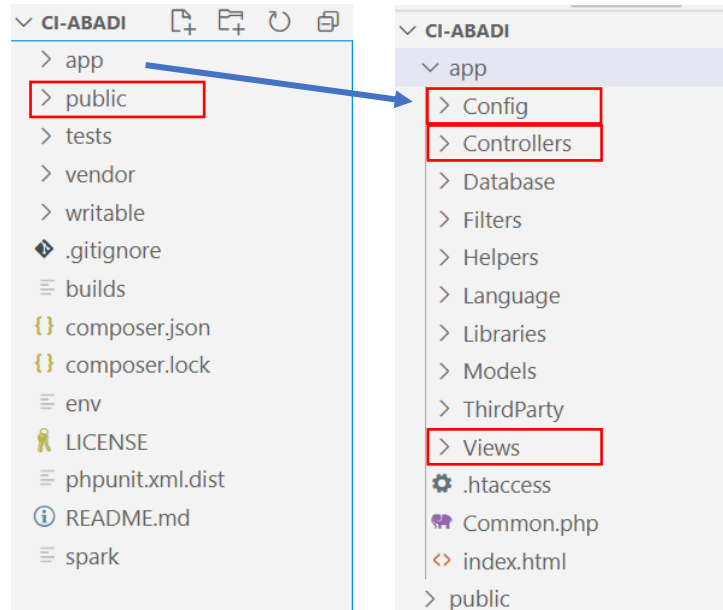 CI-ABADI
app
public
tests
vendor
writable
.gitignore
builds
composer.json
composer.lock
env
LICENSE
phpunit.xml.dist
README.md
spark
CI-ABADI
app
Config
Controllers
Database
Filters
Helpers
Language
Libraries
Models
ThirdParty
Views
.htaccess
Common.php
index.html
public